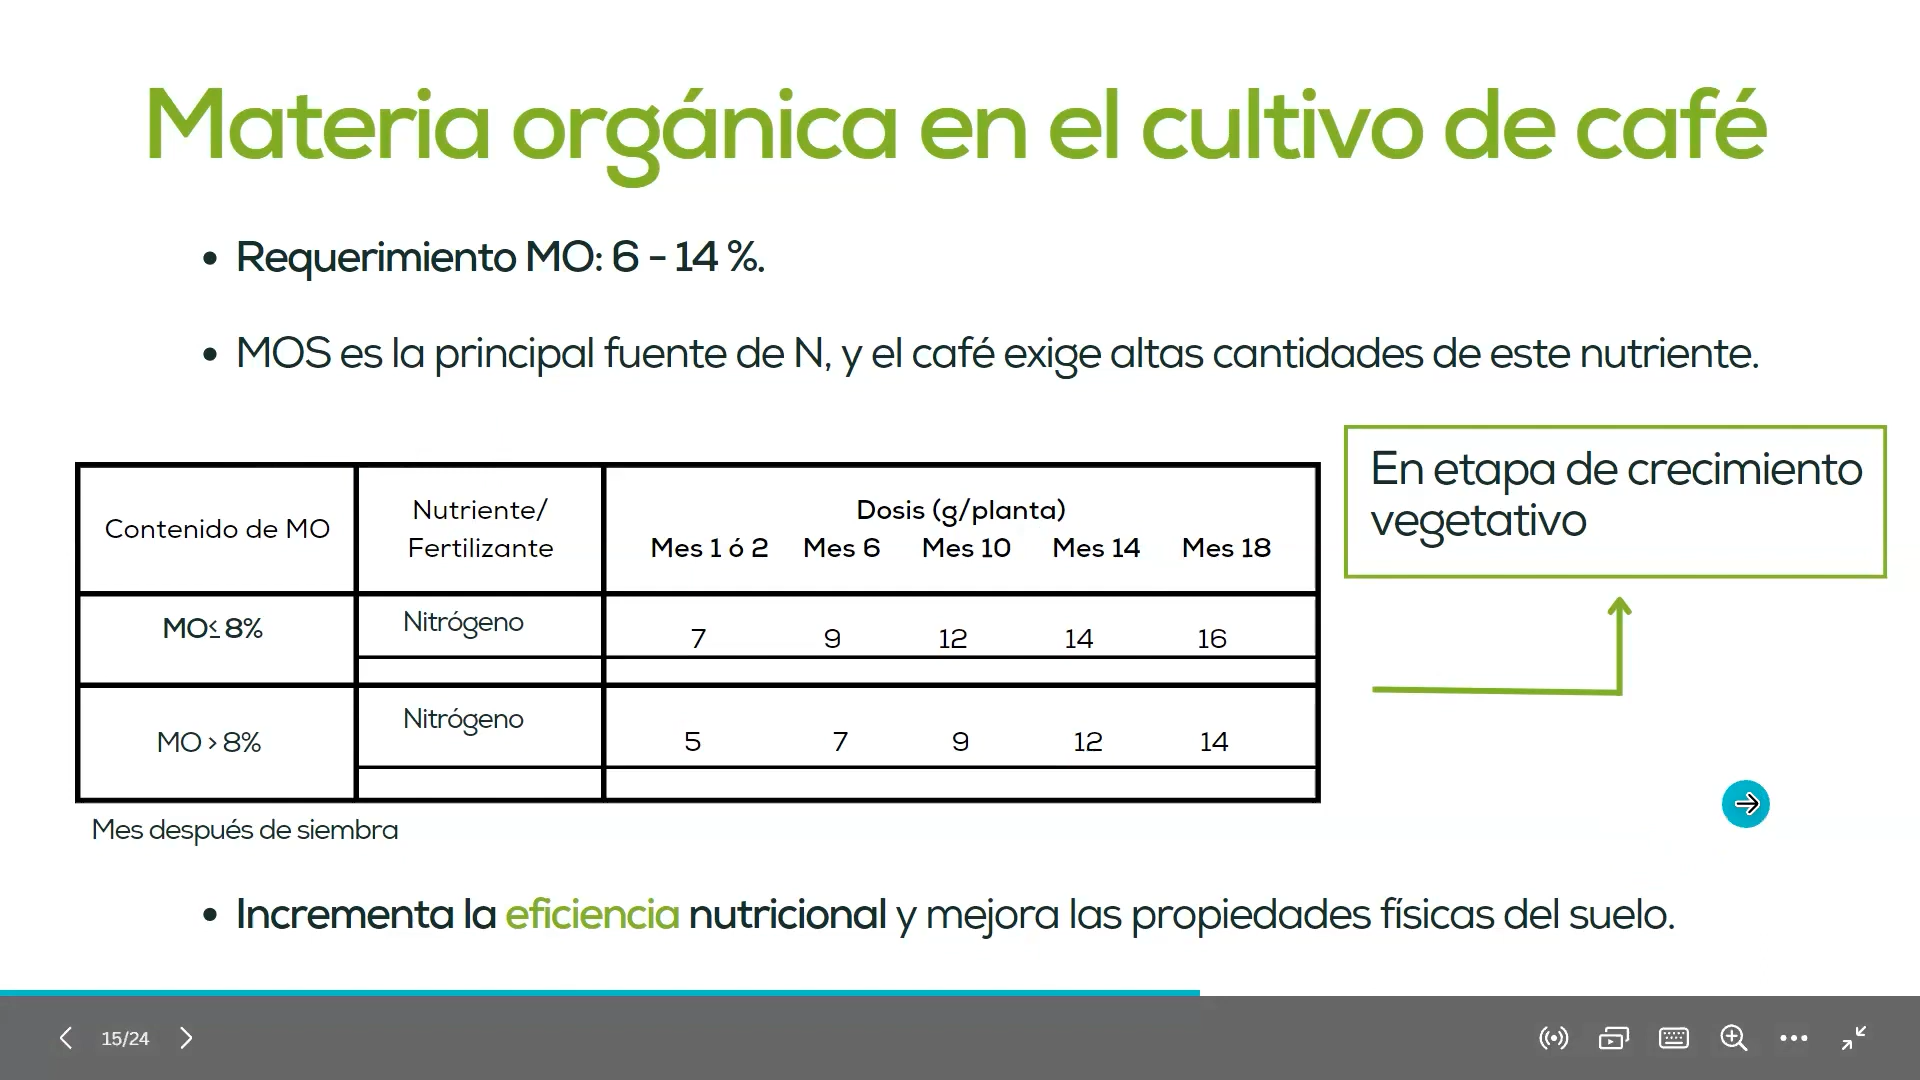 Materia orgánica en el cultivo de café
• Requerimiento MO: 6 - 14 %.
• MOS es la principal fuente de N, y el café exige altas cantidades de este nutriente.
En etapa de crecimiento
vegetativo
Contenido de MO
Nutriente/
Fertilizante
Dosis (g/planta)
Mes 1 ó 2 Mes 6 Mes 10 Mes 14 Mes 18
MO≤ 8%
Nitrógeno
7 9 12 14 16
MO > 8%
Nitrógeno
5 7 9 12 14
Mes después de siembra
• Incrementa la eficiencia nutricional y mejora las propiedades físicas del suelo.
15/24